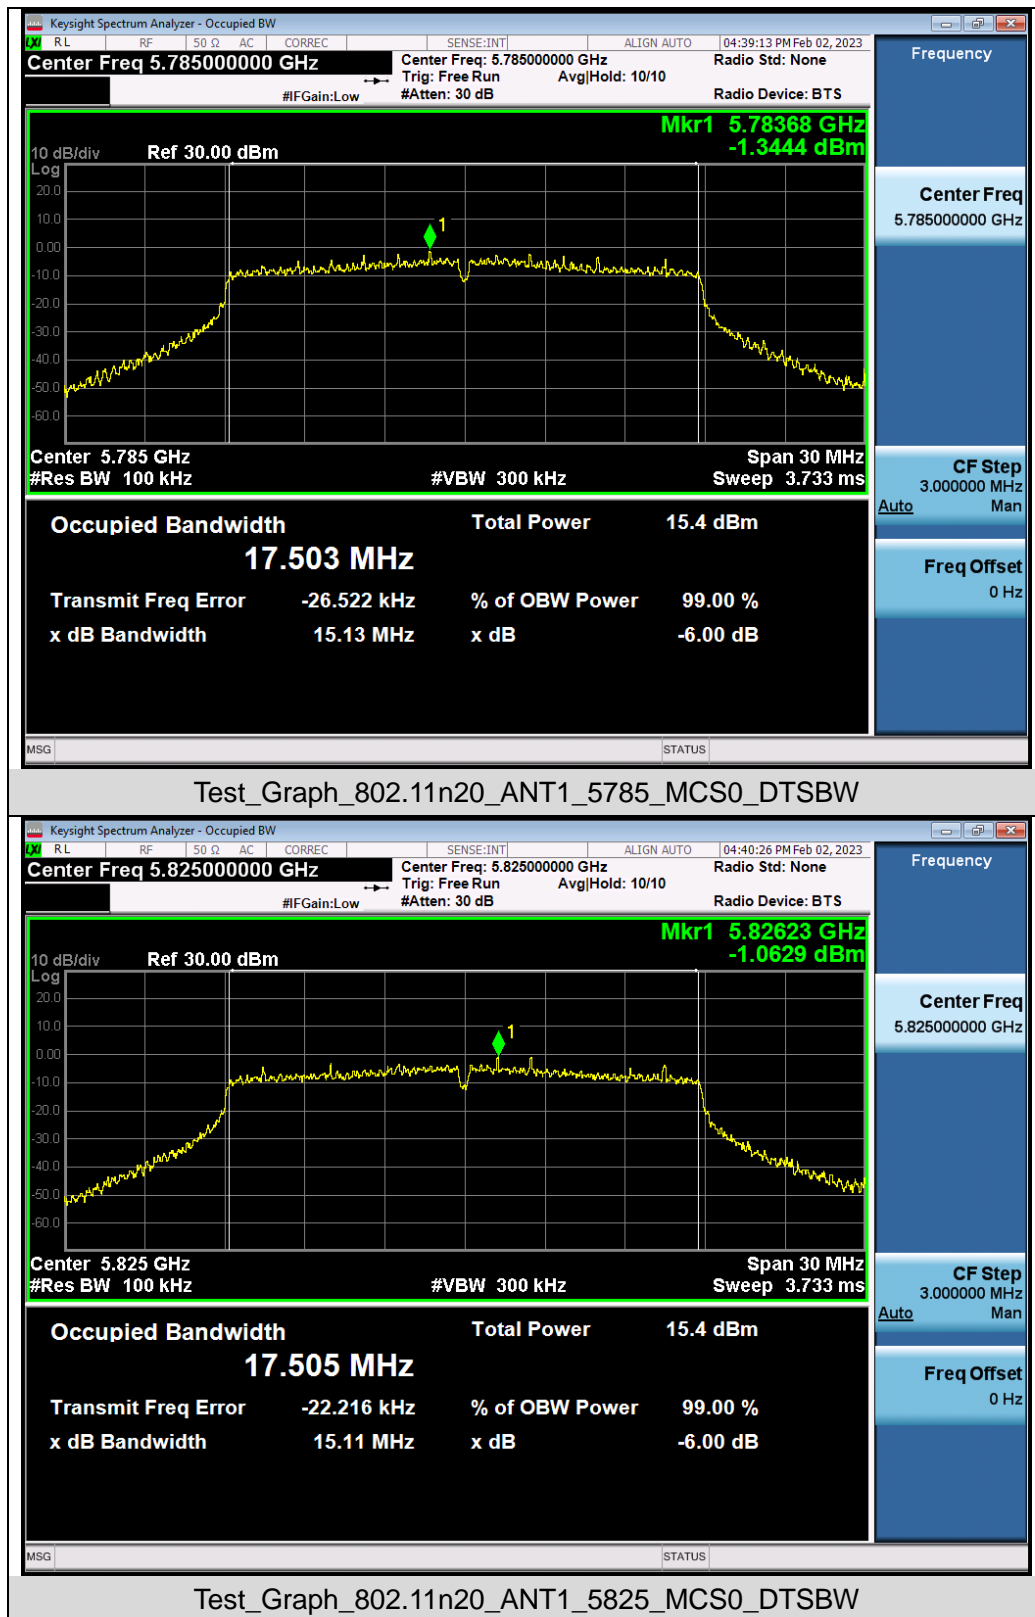 Keysight Spectrum Analyzer - Occupied BW
LXI RL RF 50 Ω AC CORREC SENSE:INT ALIGN AUTO 04:39:13 PM Feb 02, 2023
Center Freq 5.785000000 GHz
Center Freq: 5.785000000 GHz
Radio Std: None
Trig: Free Run Avg|Hold: 10/10
#IFGain:Low
#Atten: 30 dB
Radio Device: BTS
Frequency
Mkr1 5.78368 GHz
-1.3444 dBm
10 dB/div Ref 30.00 dBm
Log
20.0
10.0
0.00
-10.0
-20.0
-30.0
-40.0
-50.0
-60.0
1
Center Freq
5.785000000 GHz
Center 5.785 GHz Span 30 MHz
#Res BW 100 kHz #VBW 300 kHz Sweep 3.733 ms
CF Step
3.000000 MHz
Auto Man
Freq Offset
0 Hz
Occupied Bandwidth Total Power 15.4 dBm
17.503 MHz
Transmit Freq Error -26.522 kHz % of OBW Power 99.00 %
x dB Bandwidth 15.13 MHz x dB -6.00 dB
MSG STATUS
Test_Graph_802.11n20_ANT1_5785_MCS0_DTSBW
Keysight Spectrum Analyzer - Occupied BW
LXI RL RF 50 Ω AC CORREC SENSE:INT ALIGN AUTO 04:40:26 PM Feb 02, 2023
Center Freq 5.825000000 GHz
Center Freq: 5.825000000 GHz
Radio Std: None
Trig: Free Run Avg|Hold: 10/10
#IFGain:Low
#Atten: 30 dB
Radio Device: BTS
Frequency
Mkr1 5.82623 GHz
-1.0629 dBm
10 dB/div Ref 30.00 dBm
Log
20.0
10.0
0.00
-10.0
-20.0
-30.0
-40.0
-50.0
-60.0
1
Center Freq
5.825000000 GHz
Center 5.825 GHz Span 30 MHz
#Res BW 100 kHz #VBW 300 kHz Sweep 3.733 ms
CF Step
3.000000 MHz
Auto Man
Freq Offset
0 Hz
Occupied Bandwidth Total Power 15.4 dBm
17.505 MHz
Transmit Freq Error -22.216 kHz % of OBW Power 99.00 %
x dB Bandwidth 15.11 MHz x dB -6.00 dB
MSG STATUS
Test_Graph_802.11n20_ANT1_5825_MCS0_DTSBW